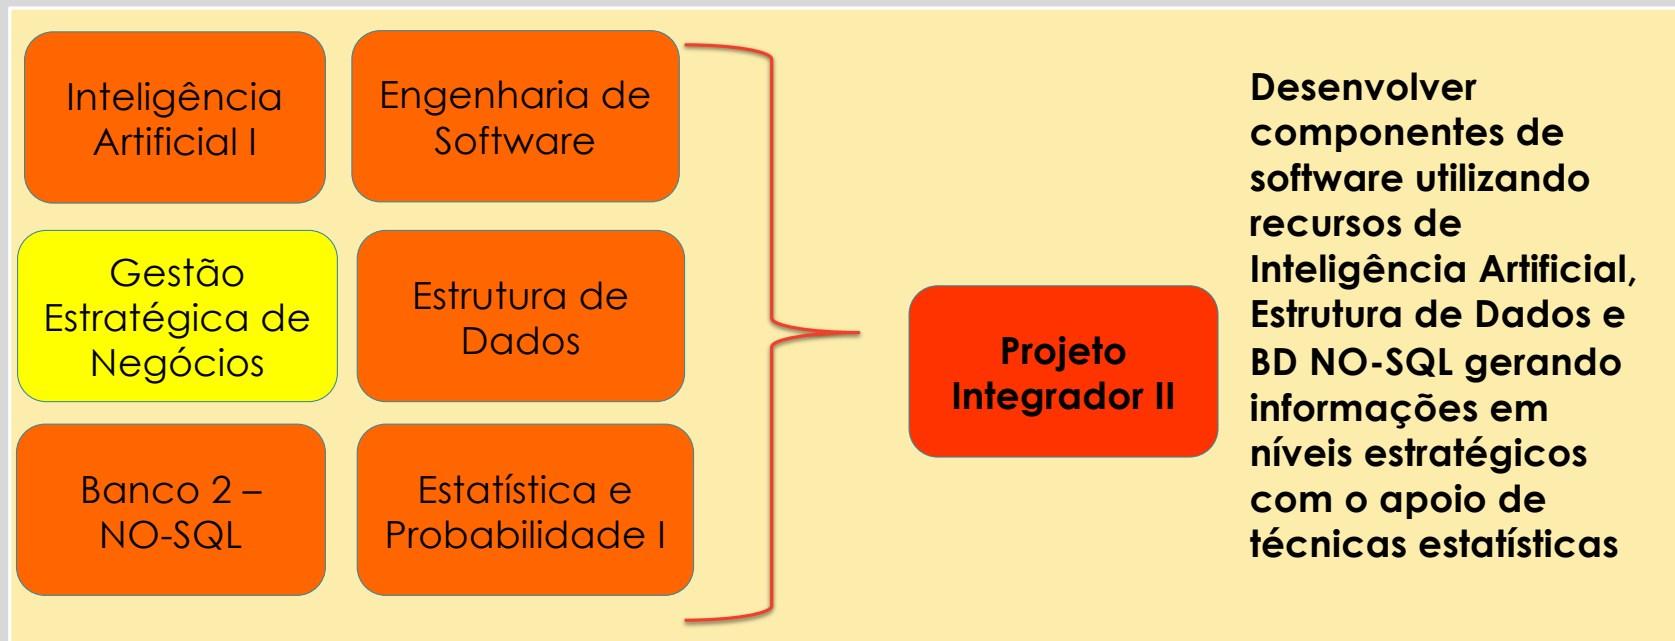 Inteligência
Artificial I
Engenharia de
Software
Gestão
Estratégica de
Negócios
Estrutura de
Dados
Banco 2 –
NO-SQL
Estatística e
Probabilidade I
Projeto
Integrador II
Desenvolver
componentes de
software utilizando
recursos de
Inteligência Artificial,
Estrutura de Dados e
BD NO-SQL gerando
informações em
níveis estratégicos
com o apoio de
técnicas estatísticas